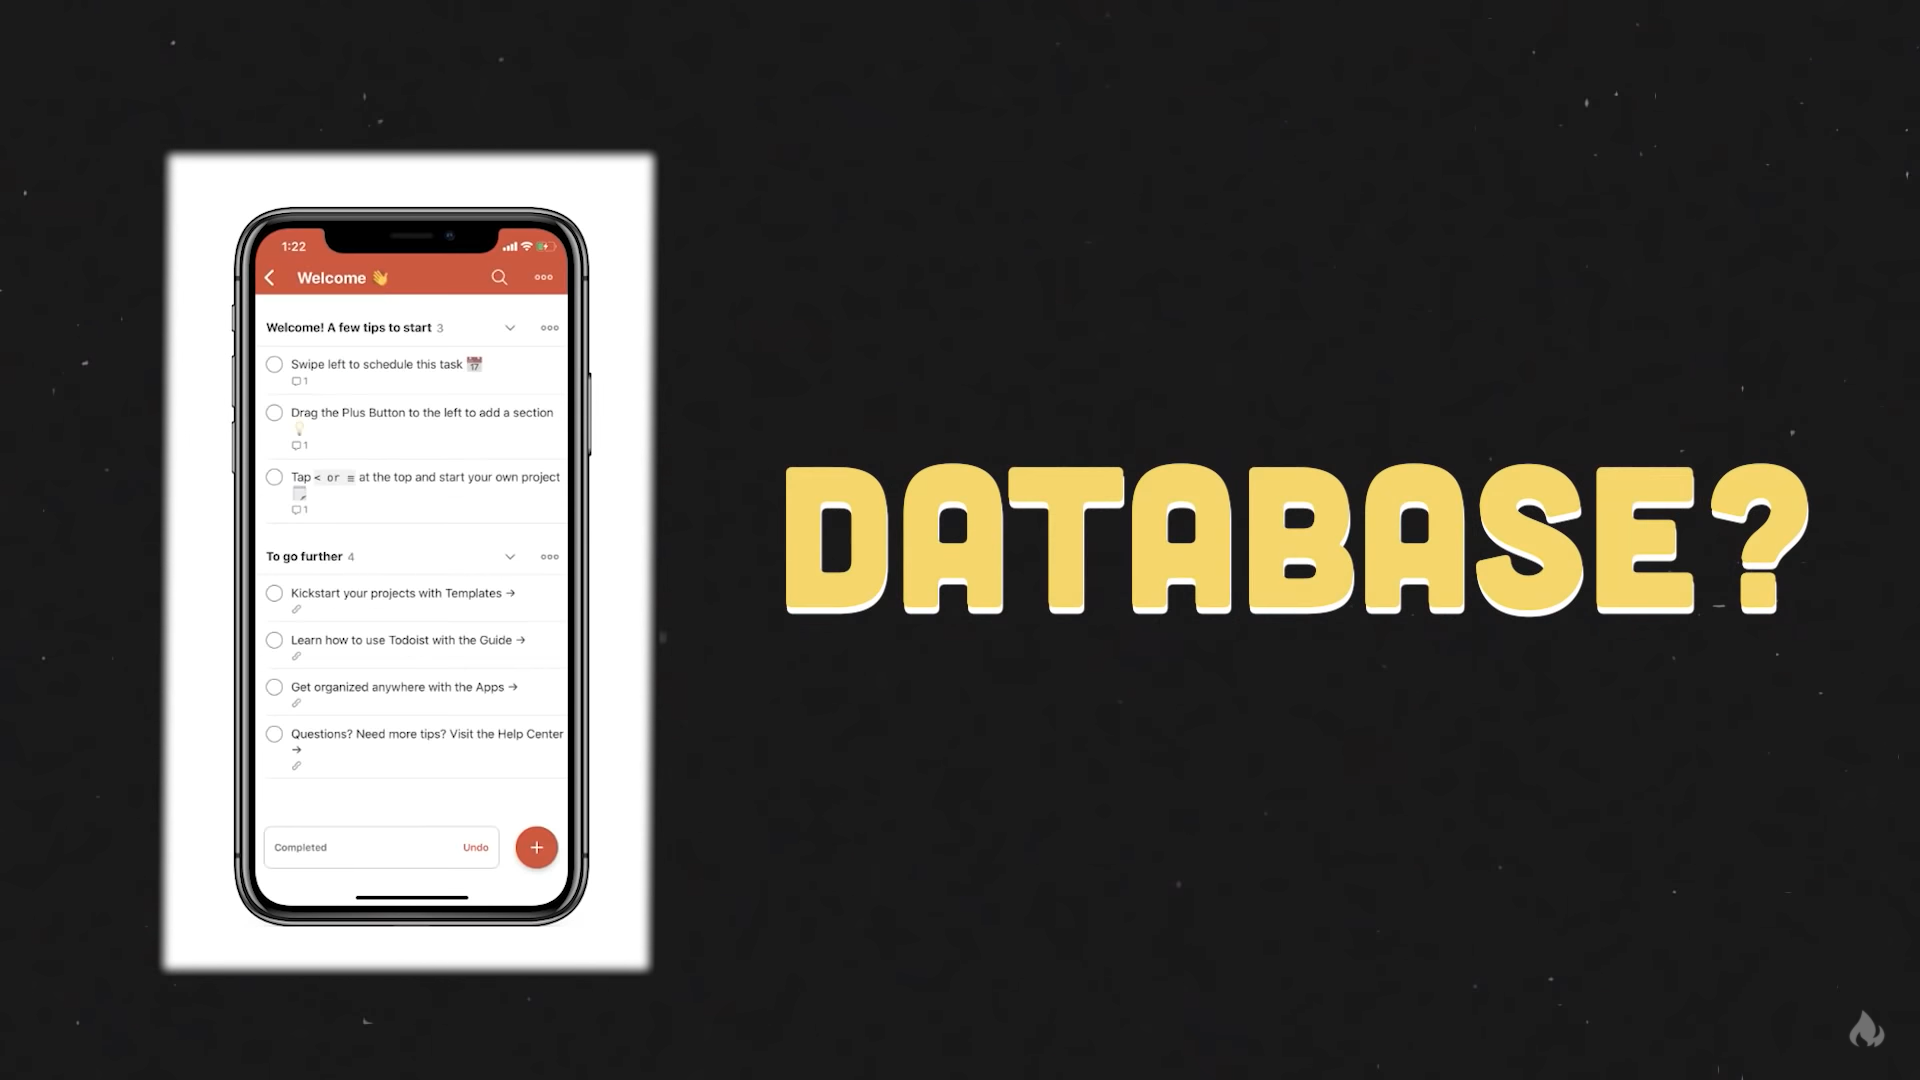 1:22
Welcome 👋
Welcome! A few tips to start 3
Swipe left to schedule this task 📅
1
Drag the Plus Button to the left to add a section
💡
1
Tap < or ≡ at the top and start your own project
1
To go further 4
Kickstart your projects with Templates →
Learn how to use Todoist with the Guide →
Get organized anywhere with the Apps →
Questions? Need more tips? Visit the Help Center
→
Completed Undo
+
DATABASE?